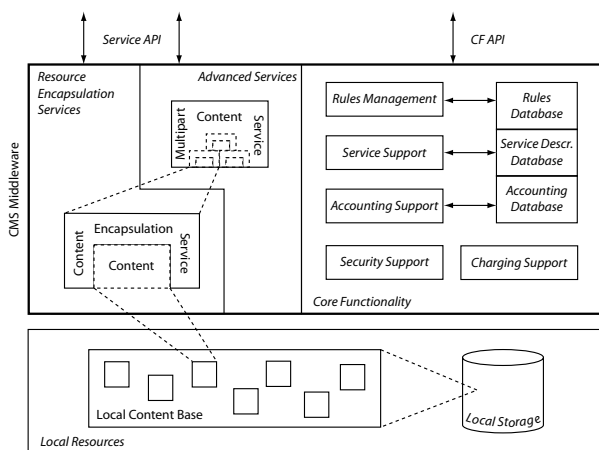 Service API
CF API
CMS Middleware
Resource
Encapsulation
Services
Advanced Services
Multipart
Content
Service
Content
Encapsulation
Service
Content
Rules Management
Rules
Database
Service Support
Service Descr.
Database
Accounting Support
Accounting
Database
Security Support
Charging Support
Core Functionality
Local Content Base
Local Storage
Local Resources